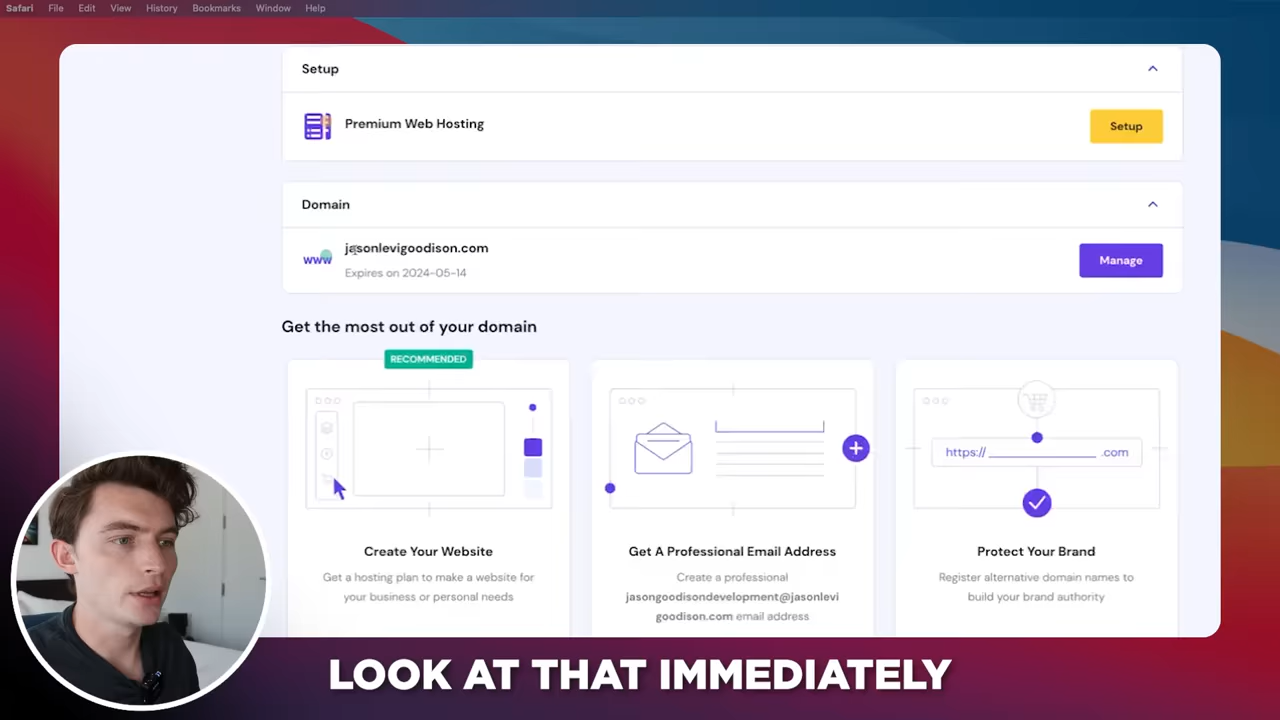 Safari File Edit View History Bookmarks Window Help
Setup
Premium Web Hosting
Setup
Domain
www
jasonlevigoodison.com
Expires on 2024-05-14
Manage
Get the most out of your domain
RECOMMENDED
https:// .com
Create Your Website
Get a hosting plan to make a website for
your business or personal needs
Get A Professional Email Address
Create a professional
jasongoodisondevelopment@jasonlevi
goodison.com email address
Protect Your Brand
Register alternative domain names to
build your brand authority
LOOK AT THAT IMMEDIATELY